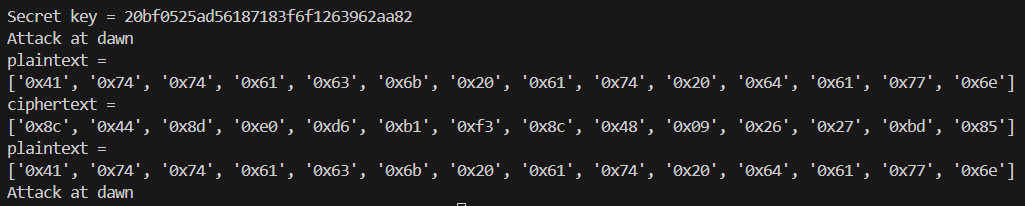 Secret key = 20bf0525ad56187183f6f1263962aa82
Attack at dawn
plaintext =
['0x41', '0x74', '0x74', '0x61', '0x63', '0x6b', '0x20', '0x61', '0x74', '0x20', '0x64', '0x61', '0x77', '0x6e']
ciphertext =
['0x8c', '0x44', '0x8d', '0xe0', '0xd6', '0xb1', '0xf3', '0x8c', '0x48', '0x09', '0x26', '0x27', '0xbd', '0x85']
plaintext =
['0x41', '0x74', '0x74', '0x61', '0x63', '0x6b', '0x20', '0x61', '0x74', '0x20', '0x64', '0x61', '0x77', '0x6e']
Attack at dawn